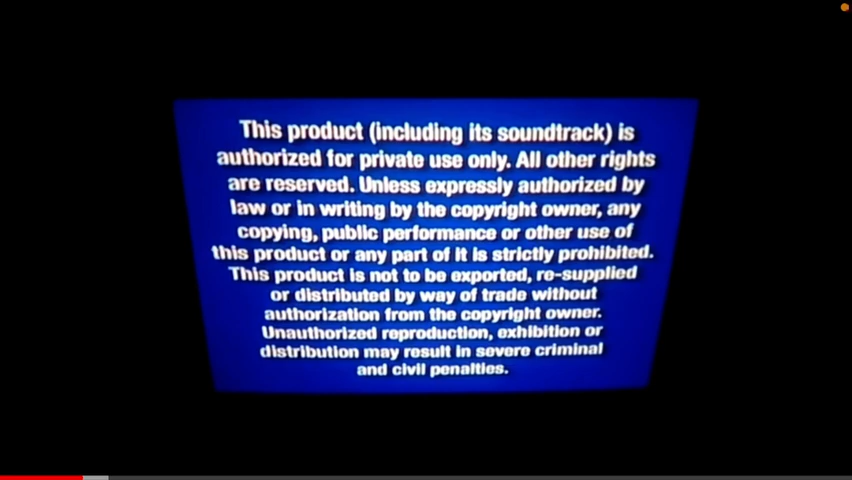 This product (including its soundtrack) is
authorized for private use only. All other rights
are reserved. Unless expressly authorized by
law or in writing by the copyright owner, any
copying, public performance or other use of
this product or any part of it is strictly prohibited.
This product is not to be exported, re-supplied
or distributed by way of trade without
authorization from the copyright owner.
Unauthorized reproduction, exhibition or
distribution may result in severe criminal
and civil penalties.